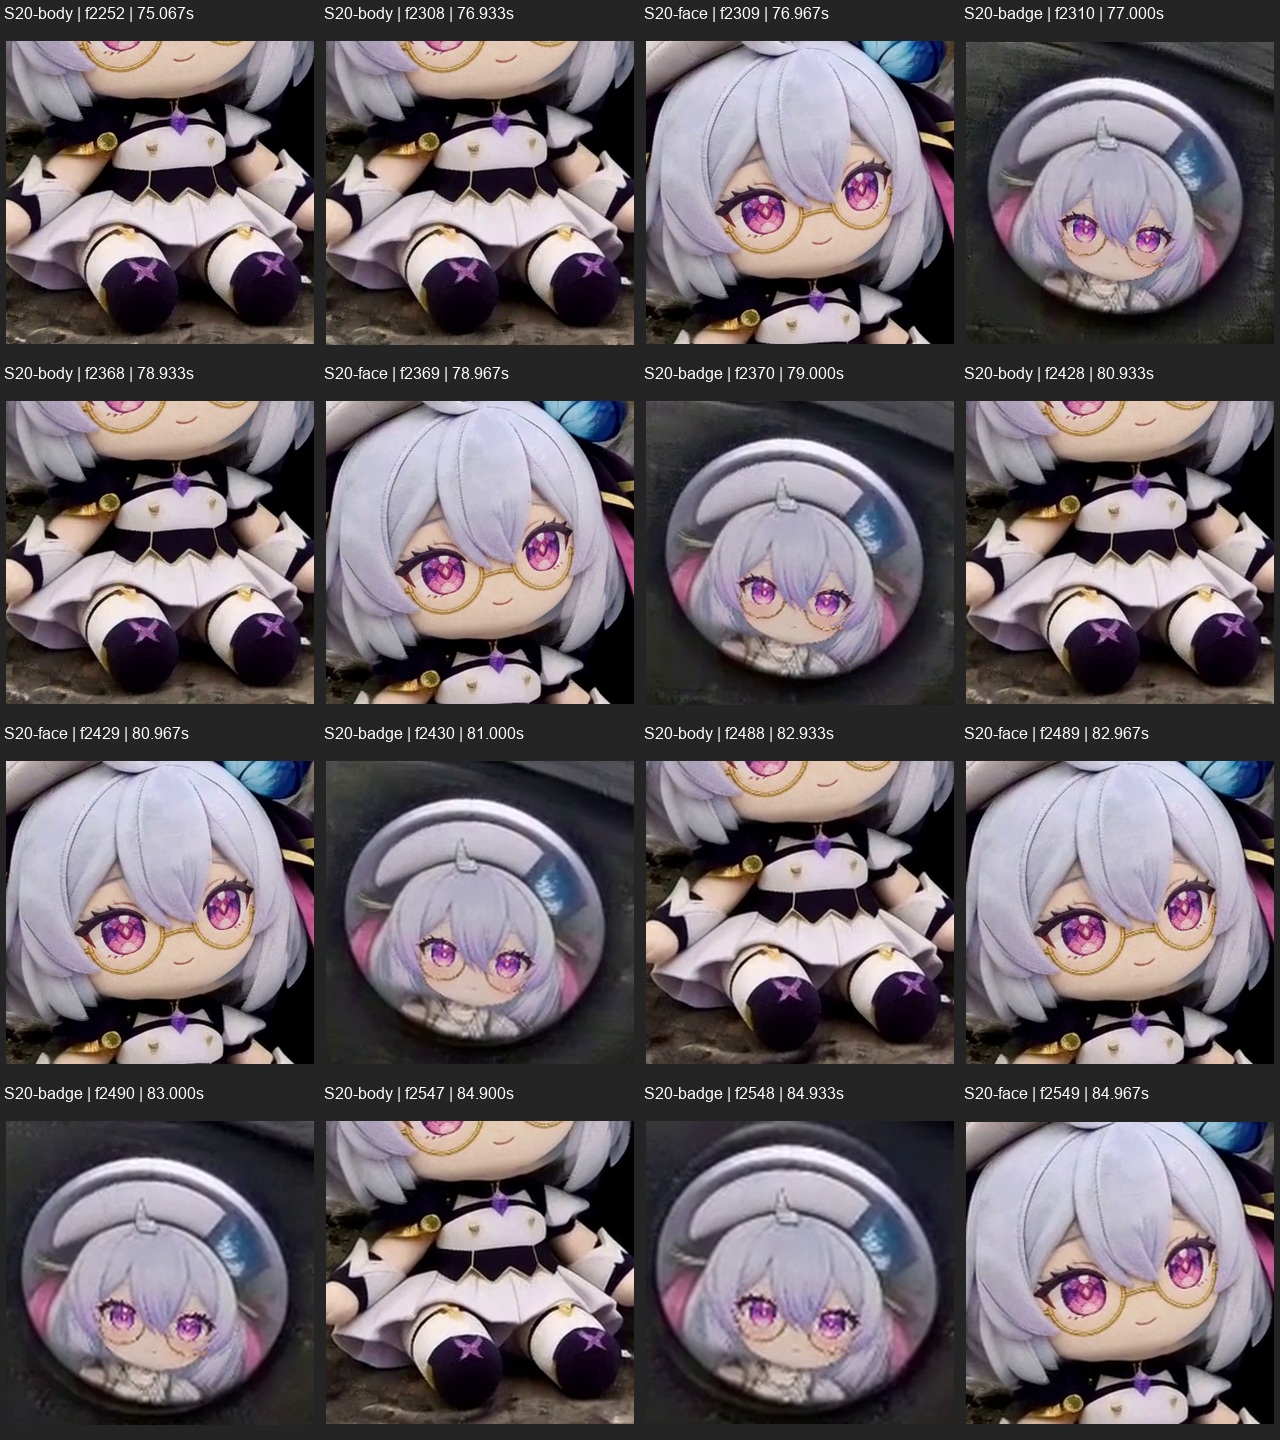 S20-body | f2252 | 75.067s
S20-body | f2308 | 76.933s
S20-face | f2309 | 76.967s
S20-badge | f2310 | 77.000s
S20-body | f2368 | 78.933s
S20-face | f2369 | 78.967s
S20-badge | f2370 | 79.000s
S20-body | f2428 | 80.933s
S20-face | f2429 | 80.967s
S20-badge | f2430 | 81.000s
S20-body | f2488 | 82.933s
S20-face | f2489 | 82.967s
S20-badge | f2490 | 83.000s
S20-body | f2547 | 84.900s
S20-badge | f2548 | 84.933s
S20-face | f2549 | 84.967s